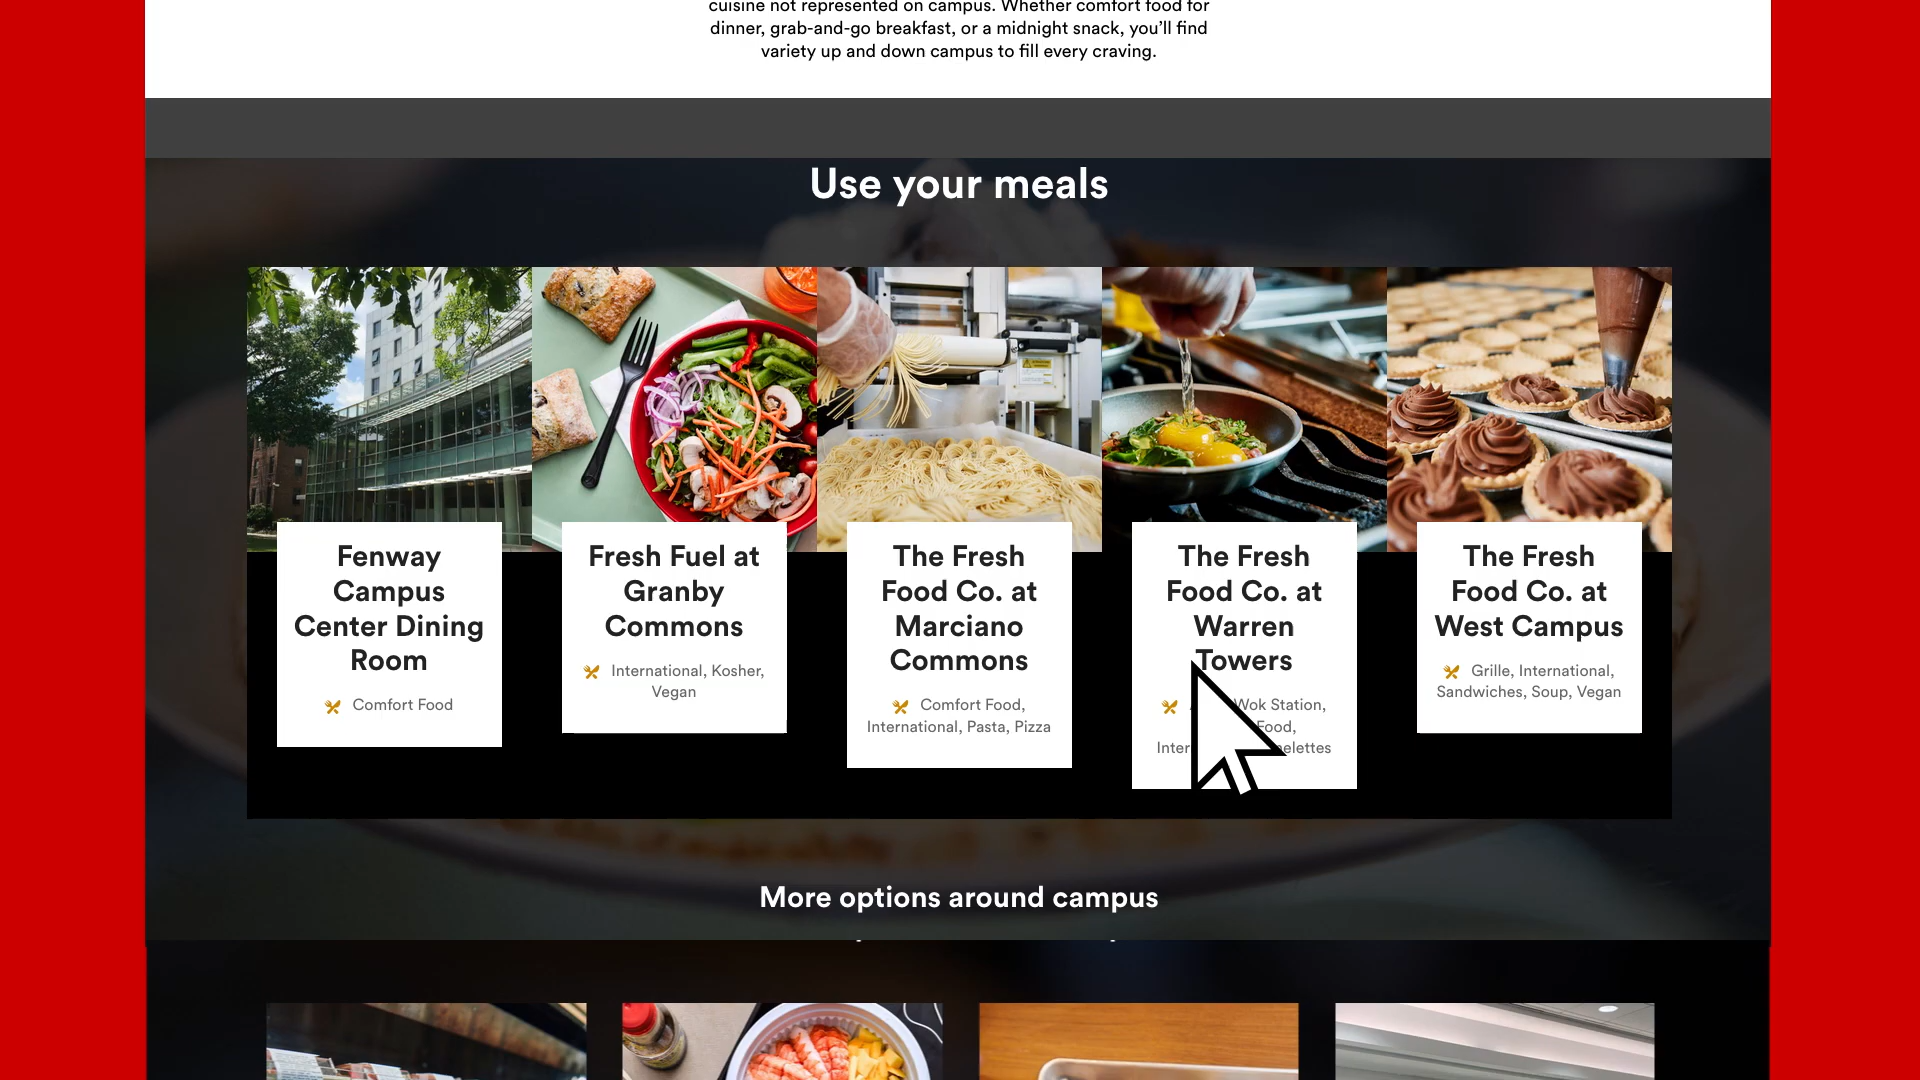 cuisine not represented on campus. Whether comfort food for
dinner, grab-and-go breakfast, or a midnight snack, you’ll find
variety up and down campus to fill every craving.
Use your meals
Fenway
Campus
Center Dining
Room
Comfort Food
Fresh Fuel at
Granby
Commons
International, Kosher,
Vegan
The Fresh
Food Co. at
Marciano
Commons
Comfort Food,
International, Pasta, Pizza
The Fresh
Food Co. at
Warren
Towers
Wok Station,
Food,
The Fresh
Food Co. at
West Campus
Grille, International,
Sandwiches, Soup, Vegan
More options around campus